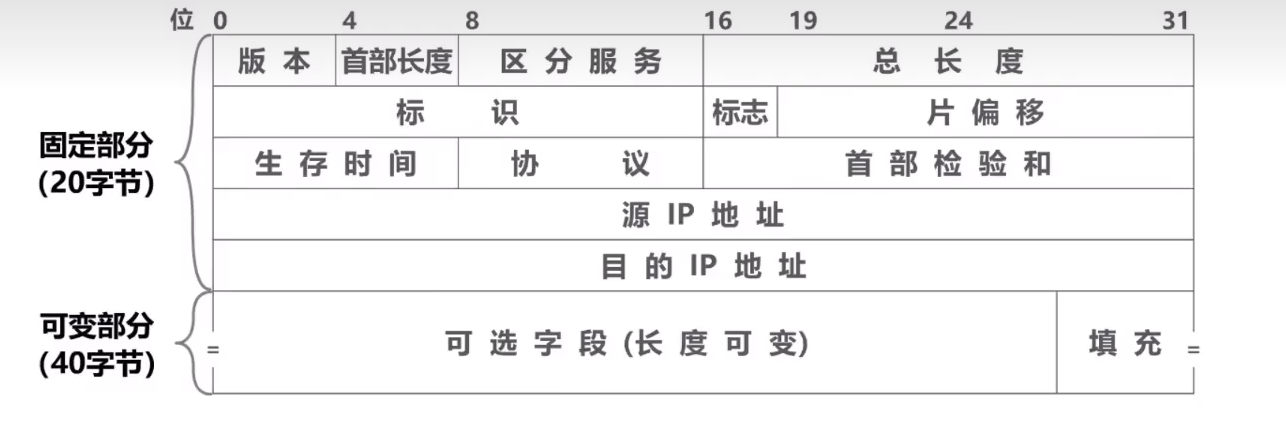 位 0 4 8 16 19 24 31
版 本 首部长度 区 分 服 务 总 长 度
标 识 标志 片 偏 移
固定部分
(20字节)
生 存 时 间 协 议 首 部 检 验 和
源 IP 地 址
目 的 IP 地 址
可变部分
(40字节)
= 可 选 字 段 (长 度 可 变) 填 充 =